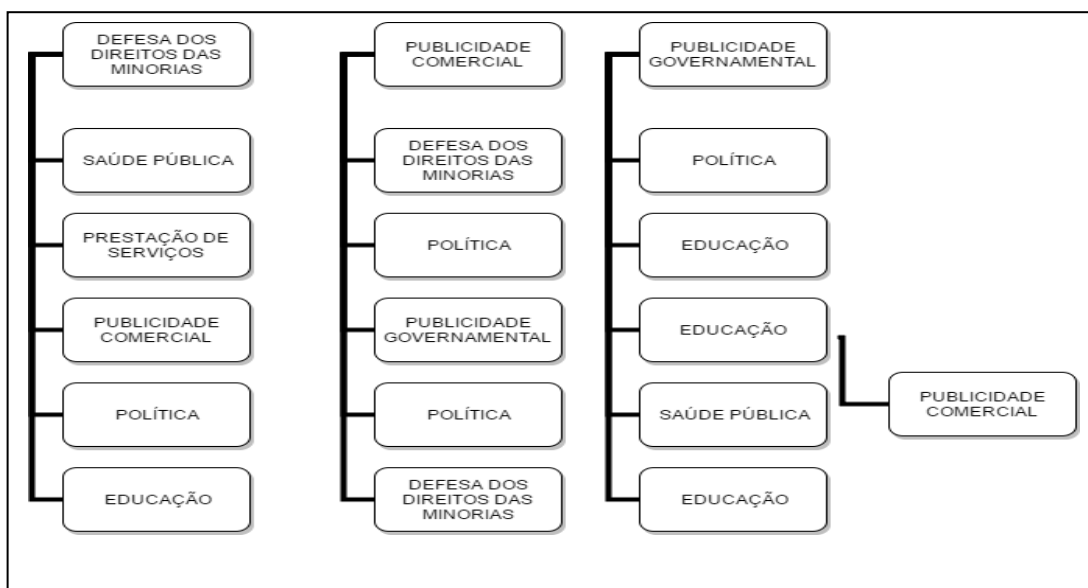 DEFESA DOS
DIREITOS DAS
MINORIAS
SAÚDE PÚBLICA
PRESTAÇÃO DE
SERVIÇOS
PUBLICIDADE
COMERCIAL
POLÍTICA
EDUCAÇÃO
PUBLICIDADE
COMERCIAL
DEFESA DOS
DIREITOS DAS
MINORIAS
POLÍTICA
PUBLICIDADE
GOVERNAMENTAL
POLÍTICA
DEFESA DOS
DIREITOS DAS
MINORIAS
PUBLICIDADE
GOVERNAMENTAL
POLÍTICA
EDUCAÇÃO
EDUCAÇÃO
SAÚDE PÚBLICA
EDUCAÇÃO
PUBLICIDADE
COMERCIAL